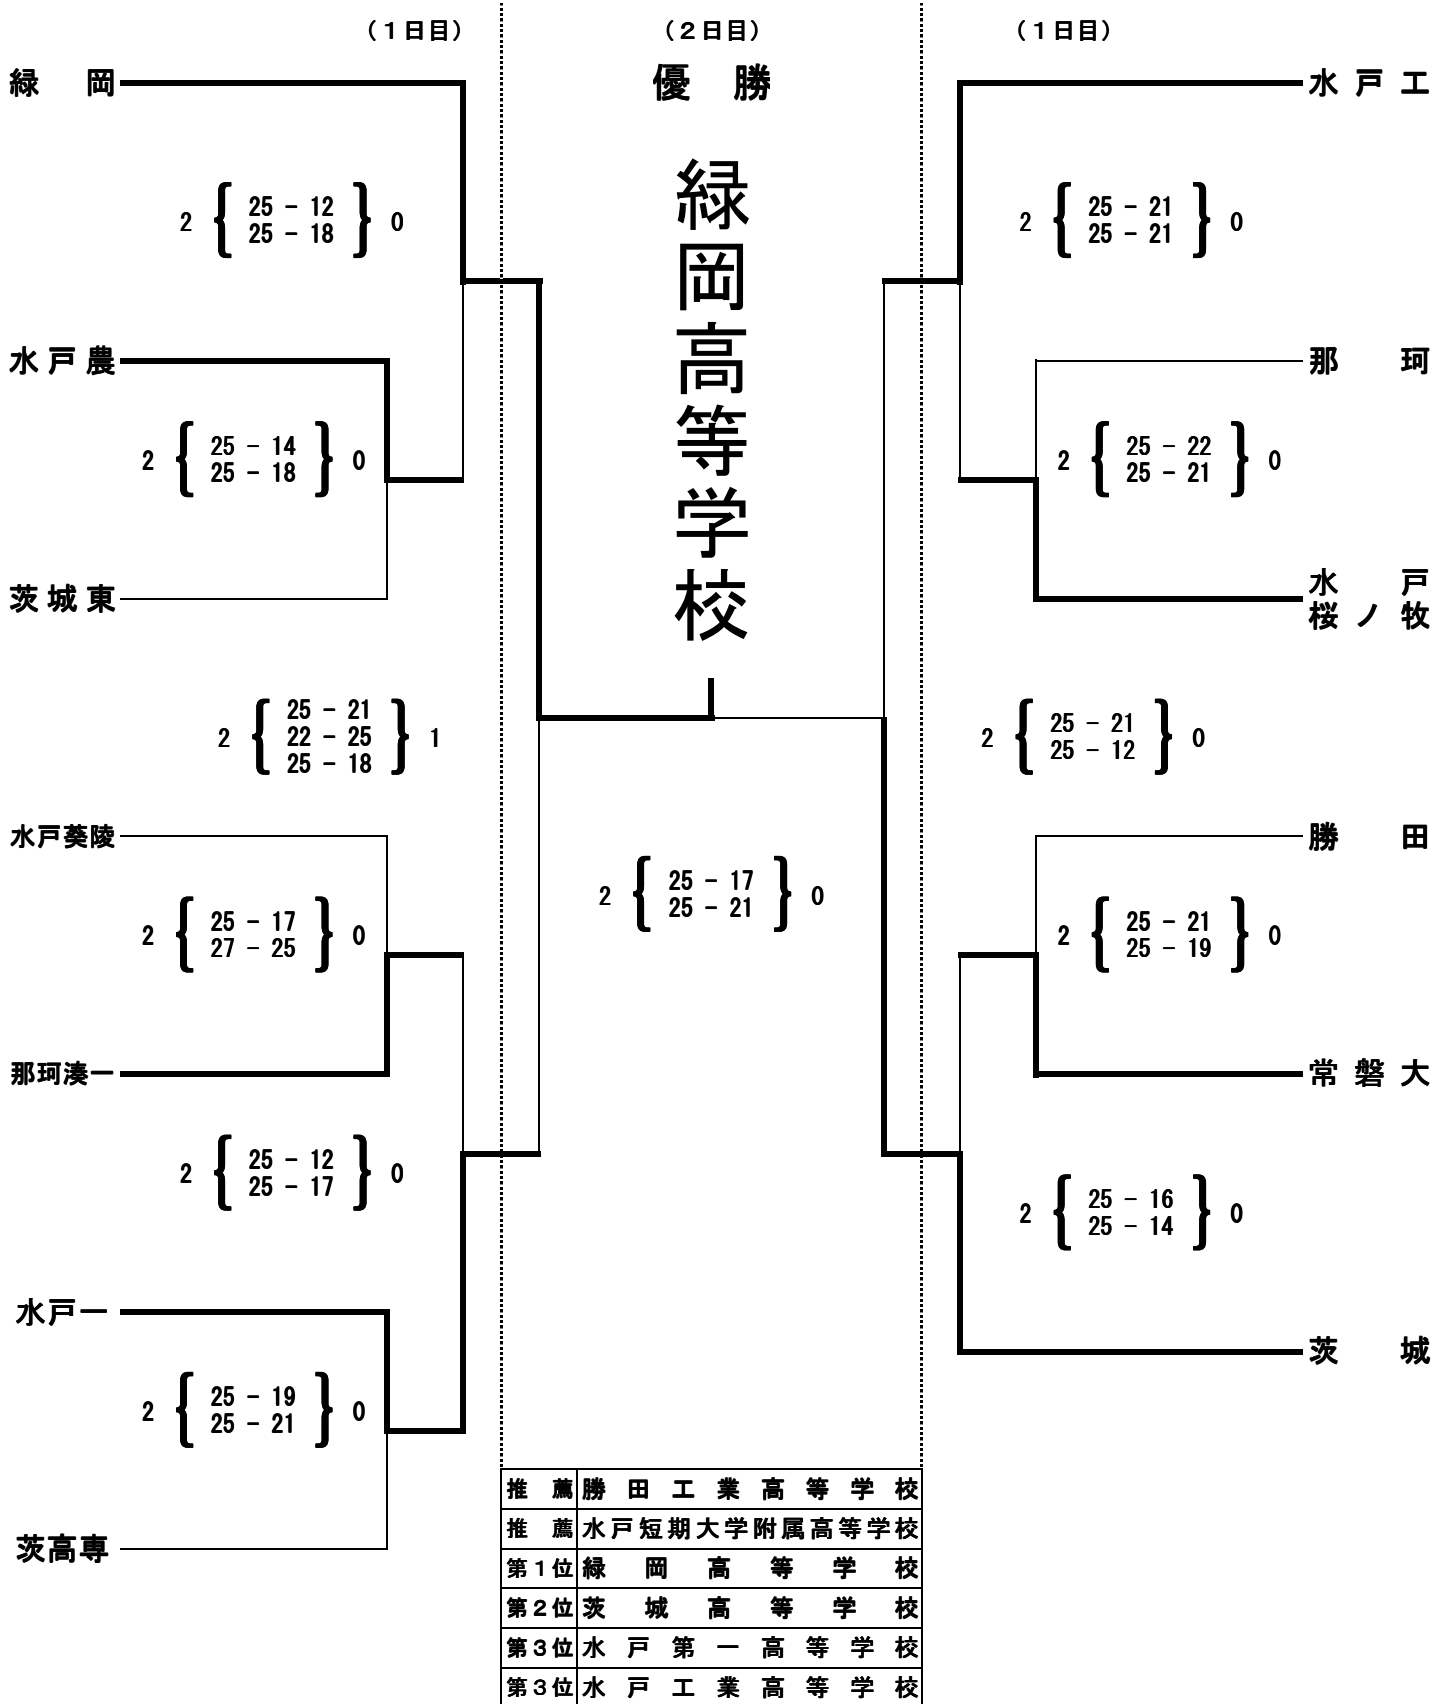 （１日目）
（２日目）
（１日目）
優　勝
緑岡高等学校
緑　岡
2 { 25 － 12 } 0
25 － 18
水戸農
2 { 25 － 14 } 0
25 － 18
茨城東
2 { 25 － 21 } 1
22 － 25
25 － 18
水戸葵陵
2 { 25 － 17 } 0
27 － 25
那珂湊一
2 { 25 － 12 } 0
25 － 17
水戸一
2 { 25 － 19 } 0
25 － 21
茨高専
2 { 25 － 17 } 0
25 － 21
水戸工
2 { 25 － 21 } 0
25 － 21
那　珂
2 { 25 － 22 } 0
25 － 21
水　戸
桜ノ牧
2 { 25 － 21 } 0
25 － 12
勝　田
2 { 25 － 21 } 0
25 － 19
常磐大
2 { 25 － 16 } 0
25 － 14
茨　城
推　薦 勝田工業高等学校
推　薦 水戸短期大学附属高等学校
第１位 緑岡高等学校
第２位 茨城高等学校
第３位 水戸第一高等学校
第３位 水戸工業高等学校